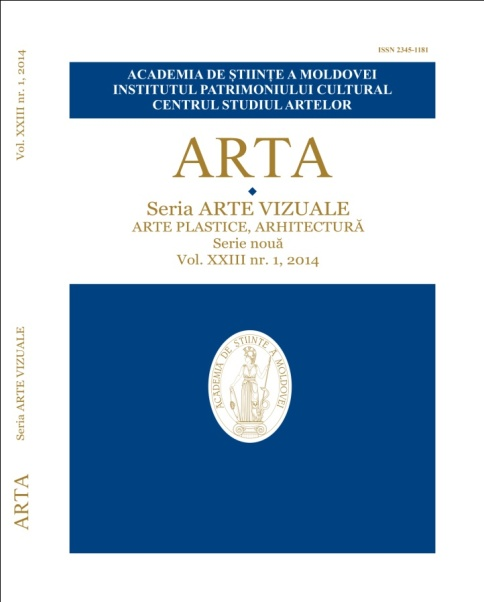 Vol. XXIII nr. 1, 2014
Seria ARTE VIZUALE
ARTA
ISSN 2345-1181
ACADEMIA DE ȘTIINȚE A MOLDOVEI
INSTITUTUL PATRIMONIULUI CULTURAL
CENTRUL STUDIUL ARTELOR
ARTA
Seria ARTE VIZUALE
ARTE PLASTICE, ARHITECTURĂ
Serie nouă
Vol. XXIII nr. 1, 2014
ACADEMIA DE ȘTIINȚE A MOLDOVEI